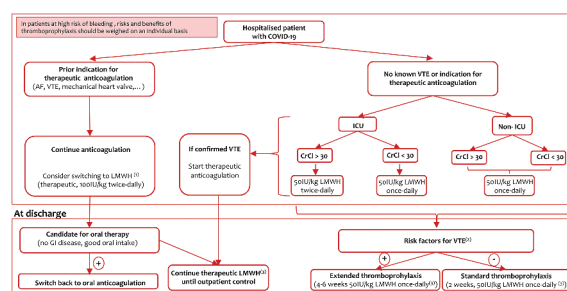 In patients at high risk of bleeding , risks and benefits of
thromboprophylaxis should be weighed on an individual basis
Hospitalised patient
with COVID-19
Prior indication for
therapeutic anticoagulation
(AF, VTE, mechanical heart valve,...)
No known VTE or indication for
therapeutic anticoagulation
Continue anticoagulation
Consider switching to LMWH (1)
(therapeutic, 100IU/kg twice-daily)
If confirmed VTE
Start therapeutic
anticoagulation
ICU
Non- ICU
CrCl > 30
CrCl < 30
CrCl > 30
CrCl < 30
50IU/kg LMWH
twice-daily
50IU/kg LMWH
once-daily
50IU/kg LMWH
once-daily
At discharge
Candidate for oral therapy
(no GI disease, good oral intake)
+
Switch back to oral anticoagulation
Continue therapeutic LMWH(3)
until outpatient control
Risk factors for VTE(2)
+
-
Extended thromboprophylaxis
(4-6 weeks 50IU/kg LMWH once-daily(3))
Standard thromboprophylaxis
(2 weeks, 50IU/kg LMWH once-daily (3))